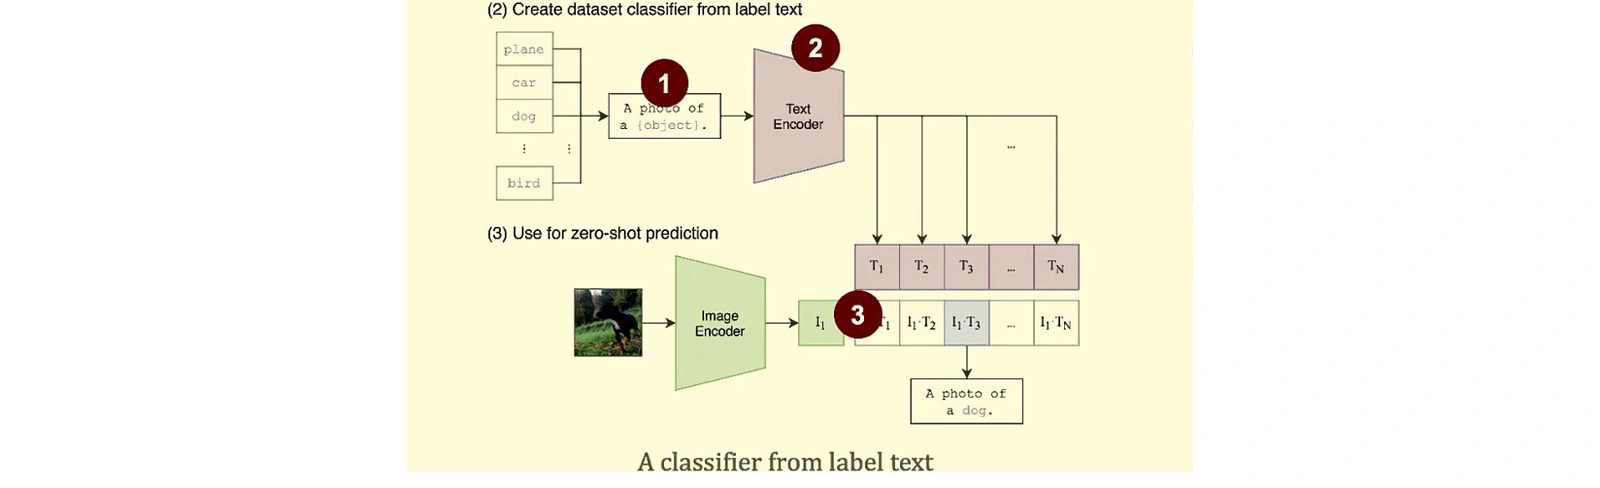 (2) Create dataset classifier from label text
plane
car
dog
⋮ ⋮
bird
1
A photo of
a {object}.
2
Text
Encoder
...
(3) Use for zero-shot prediction
T1 T2 T3 ... TN
Image
Encoder
I1
3
I1·T2 I1·T3 ... I1·TN
A photo of
a dog.
A classifier from label text